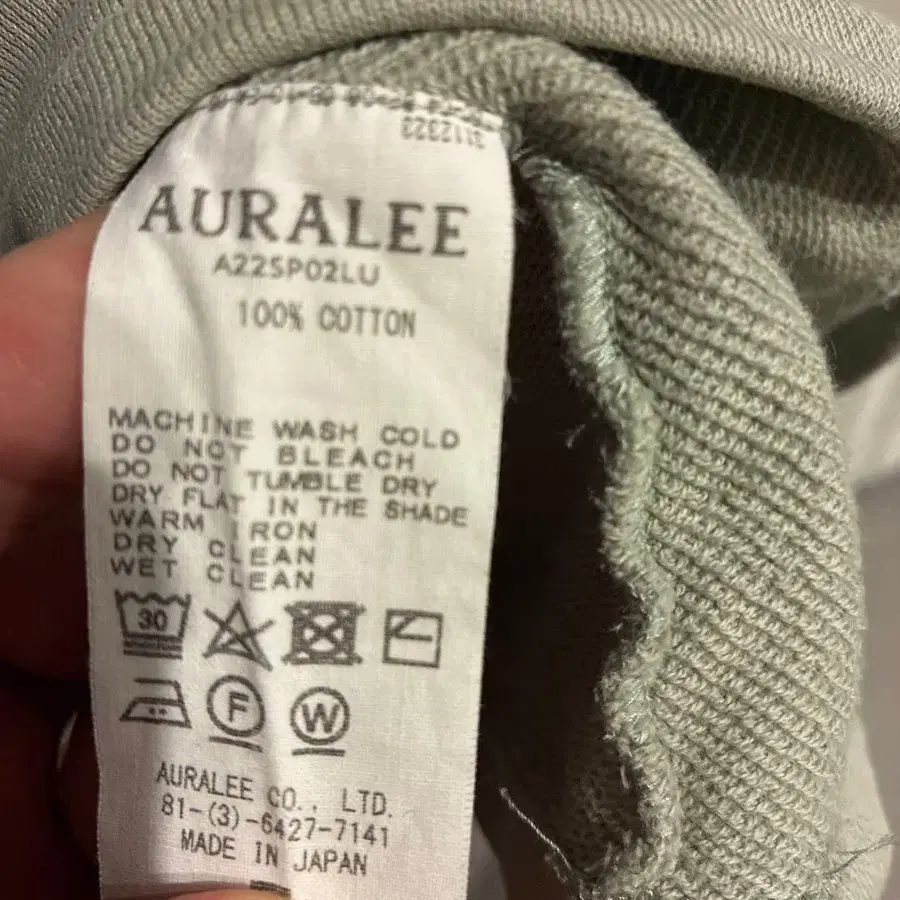 AURALEE
A22SP02LU
100% COTTON
MACHINE WASH COLD
DO NOT BLEACH
DO NOT TUMBLE DRY
DRY FLAT IN THE SHADE
WARM IRON
DRY CLEAN
WET CLEAN
30
F W
AURALEE CO., LTD.
81-(3)-6427-7141
MADE IN JAPAN